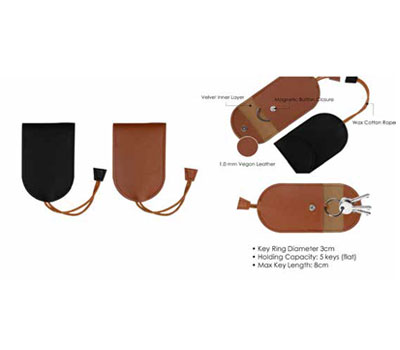 Velvet Inner Layer
Magnetic Button Closure
Wax Cotton Rope
1.0 mm Vegan Leather
• Key Ring Diameter 3cm
• Holding Capacity: 5 keys (flat)
• Max Key Length: 8cm